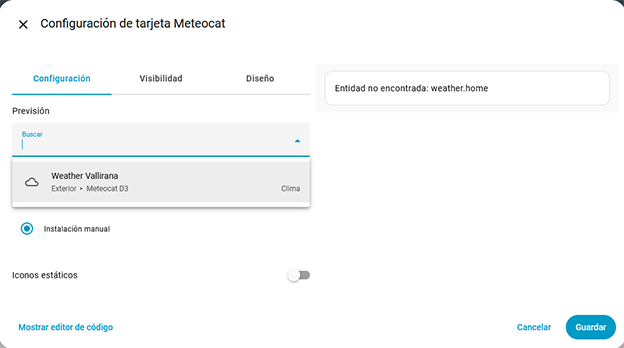 Configuración de tarjeta Meteocat
Configuración
Visibilidad
Diseño
Entidad no encontrada: weather.home
Previsión
Buscar
Weather Vallirana
Exterior ▸ Meteocat D3
Clima
Instalación manual
Iconos estáticos
Mostrar editor de código
Cancelar
Guardar